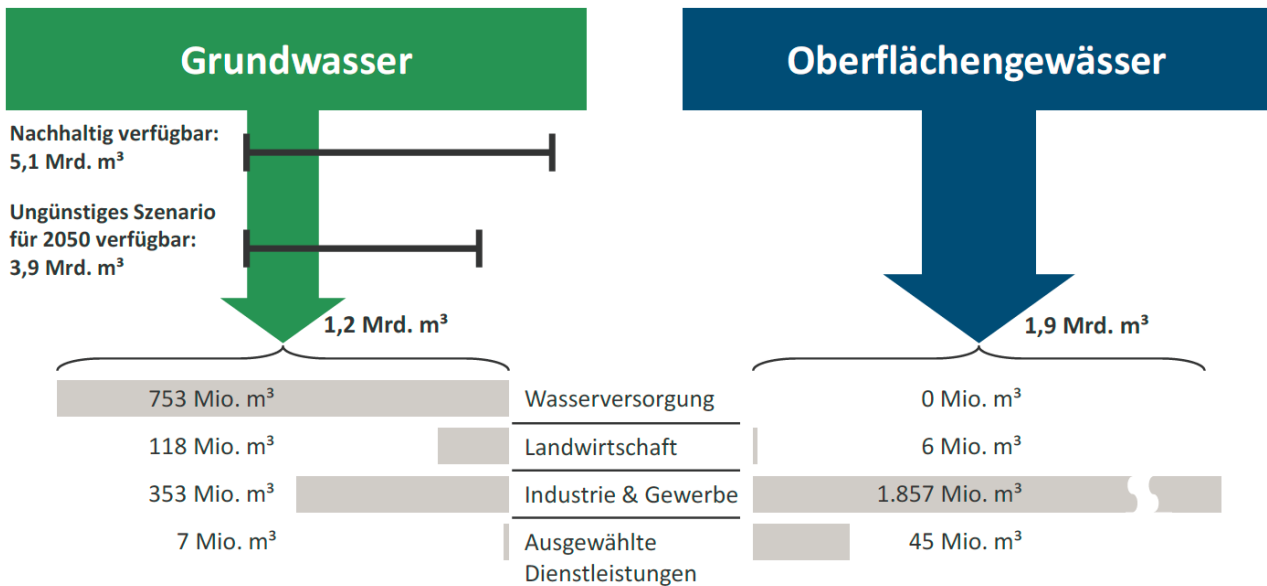 Grundwasser
Oberflächengewässer
Nachhaltig verfügbar:
5,1 Mrd. m³
Ungünstiges Szenario
für 2050 verfügbar:
3,9 Mrd. m³
1,2 Mrd. m³
1,9 Mrd. m³
753 Mio. m³ Wasserversorgung 0 Mio. m³
118 Mio. m³ Landwirtschaft 6 Mio. m³
353 Mio. m³ Industrie & Gewerbe 1.857 Mio. m³
7 Mio. m³ Ausgewählte 45 Mio. m³
Dienstleistungen